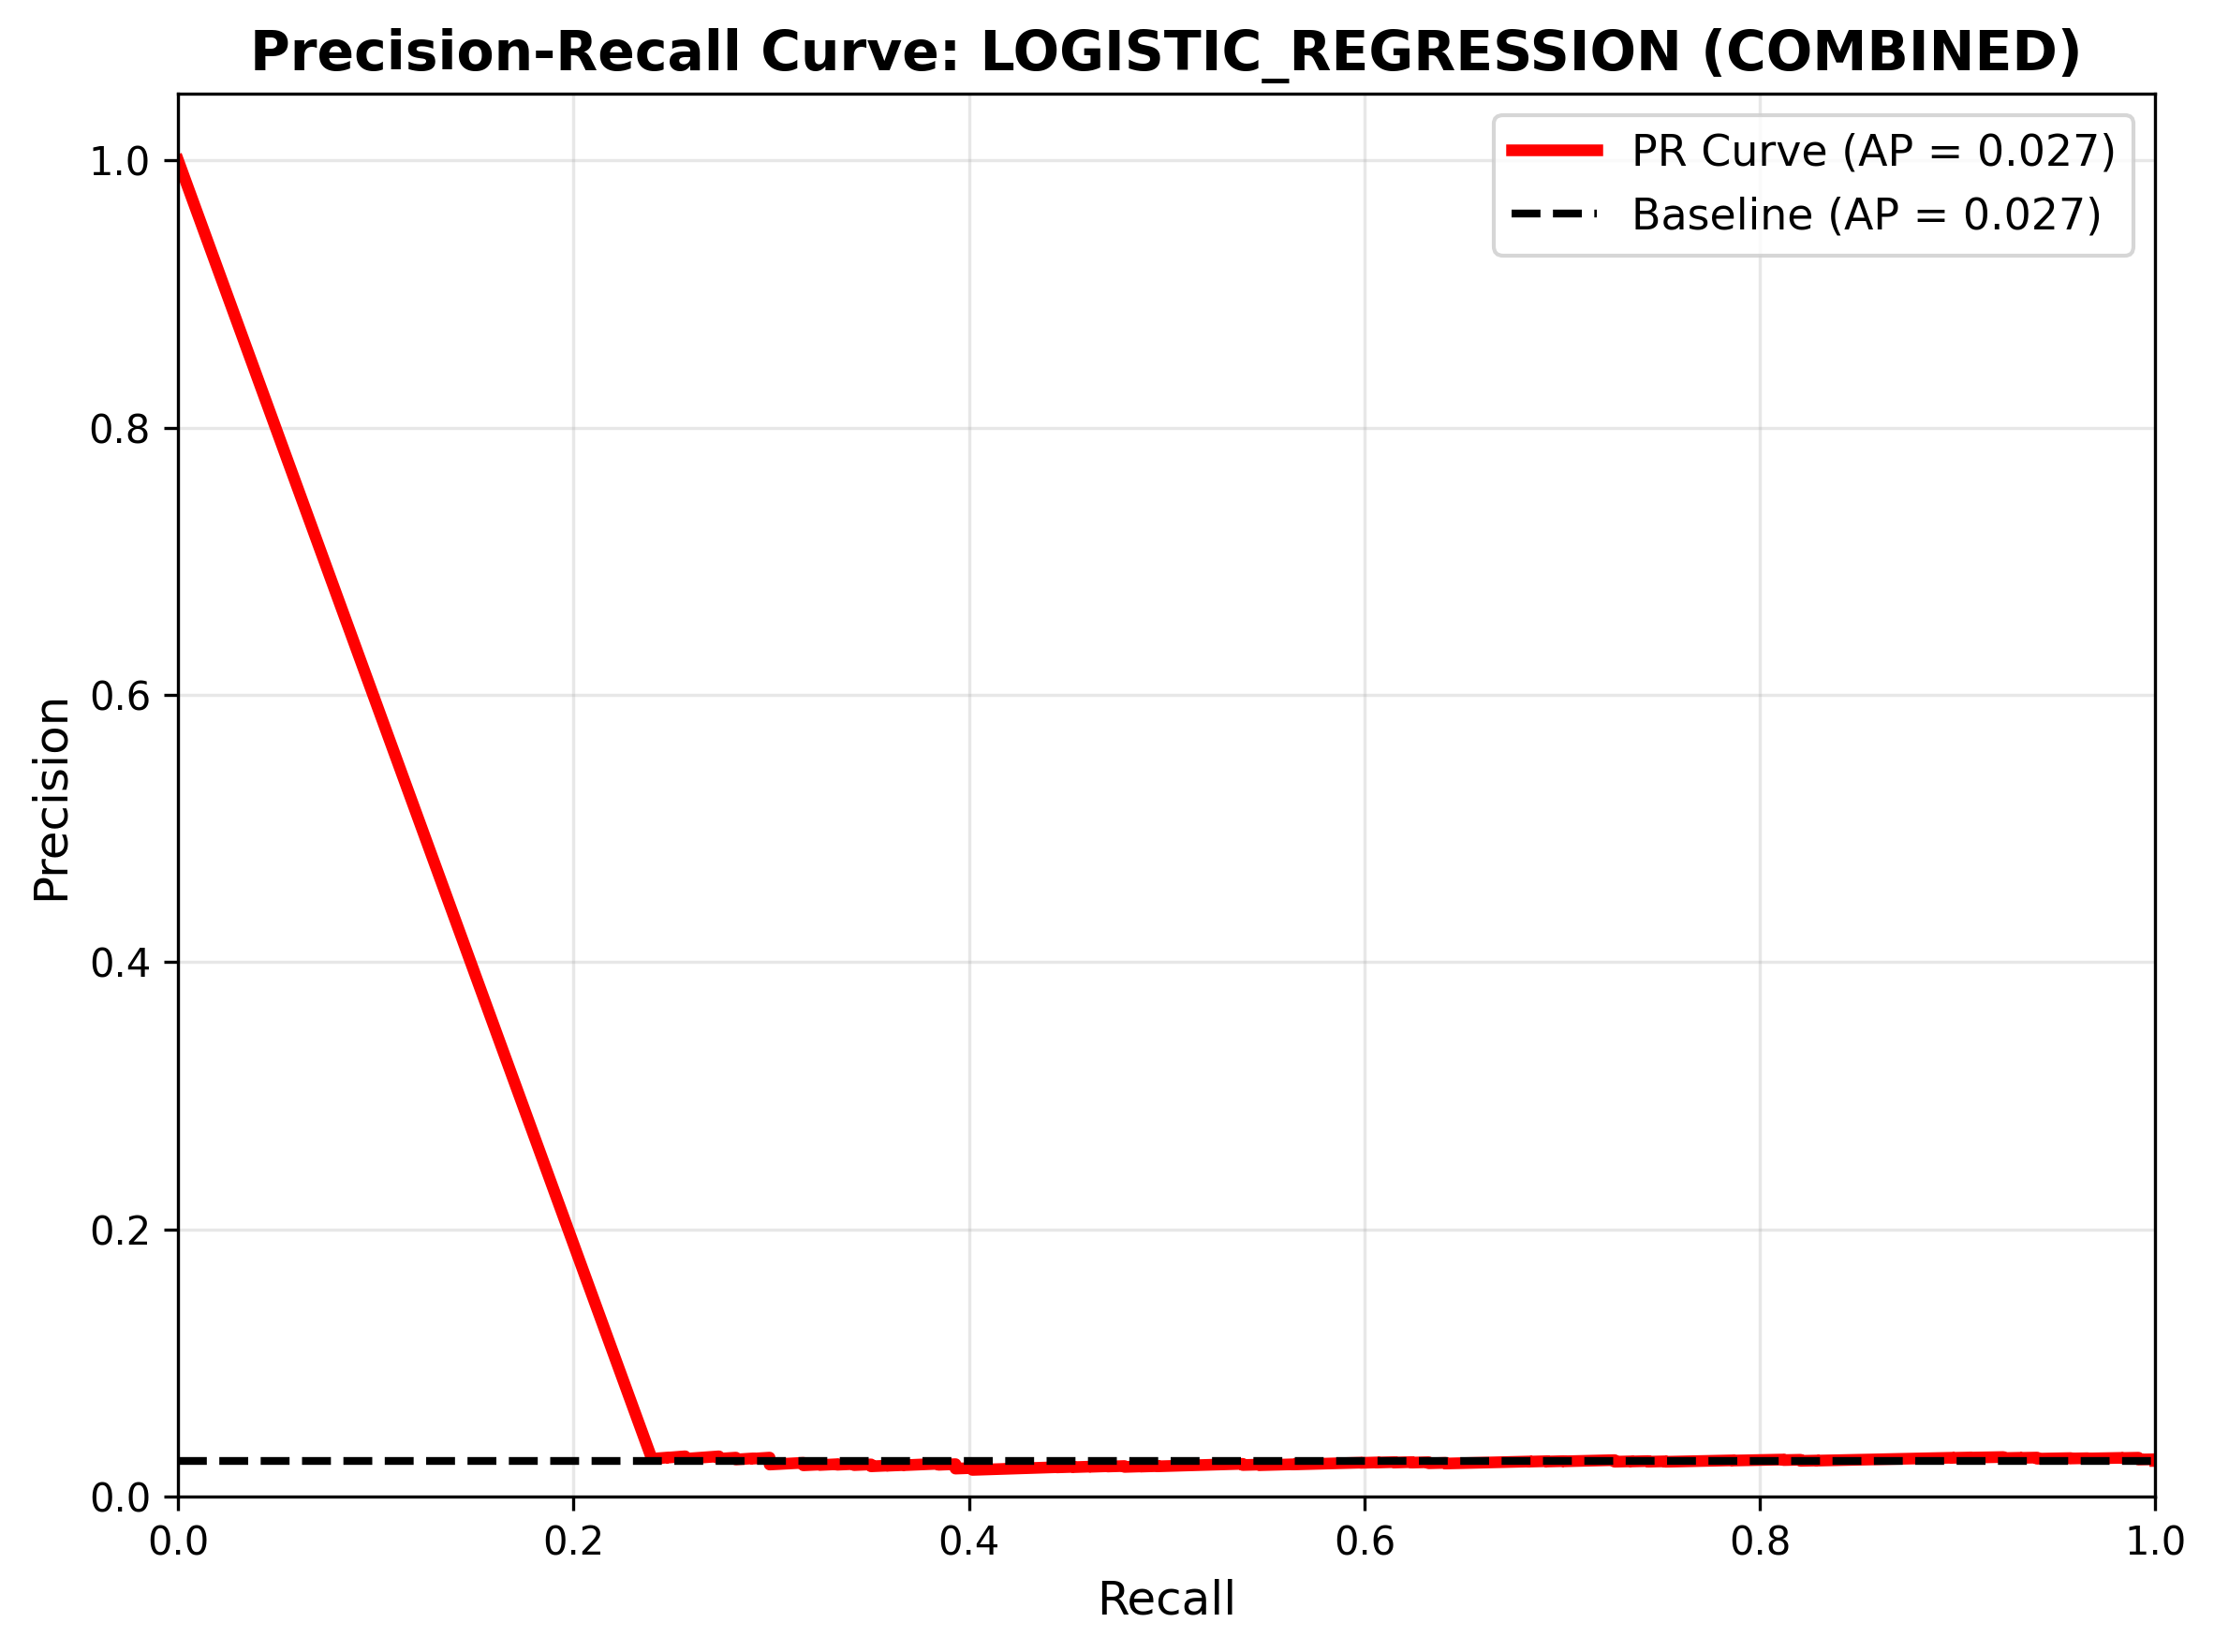 Precision-Recall Curve: LOGISTIC_REGRESSION (COMBINED)
PR Curve (AP = 0.027)
Baseline (AP = 0.027)
1.0
0.8
0.6
0.4
0.2
0.0
Precision
0.0 0.2 0.4 0.6 0.8 1.0
Recall